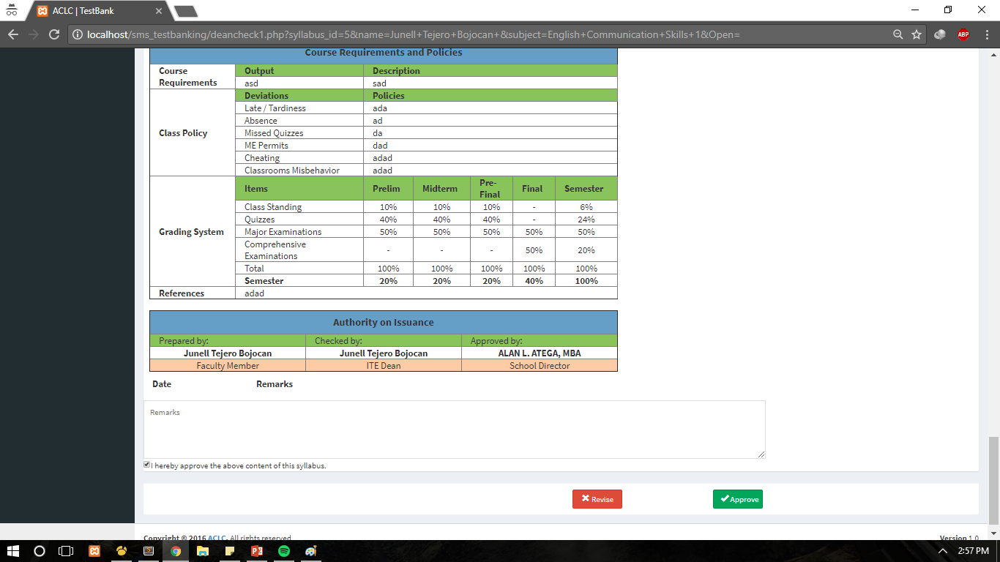 ACLC | TestBank
localhost/sms_testbanking/deancheck1.php?syllabus_id=5&name=Junell+Tejero+Bojocan+&subject=English+Communication+Skills+1&Open=
ABP
Course Requirements and Policies
Course Requirements
Output Description
asd sad
Class Policy
Deviations Policies
Late / Tardiness ada
Absence ad
Missed Quizzes da
ME Permits dad
Cheating adad
Classrooms Misbehavior adad
Grading System
Items Prelim Midterm Pre-Final Final Semester
Class Standing 10% 10% 10% - 6%
Quizzes 40% 40% 40% - 24%
Major Examinations 50% 50% 50% 50% 50%
Comprehensive Examinations - - - 50% 20%
Total 100% 100% 100% 100% 100%
Semester 20% 20% 20% 40% 100%
References adad
Authority on Issuance
Prepared by: Checked by: Approved by:
Junell Tejero Bojocan Junell Tejero Bojocan ALAN L. ATEGA, MBA
Faculty Member ITE Dean School Director
Date Remarks
Remarks
I hereby approve the above content of this syllabus.
Revise Approve
Copyright © 2016 ACLC. All rights reserved Version 1.0
2:57 PM